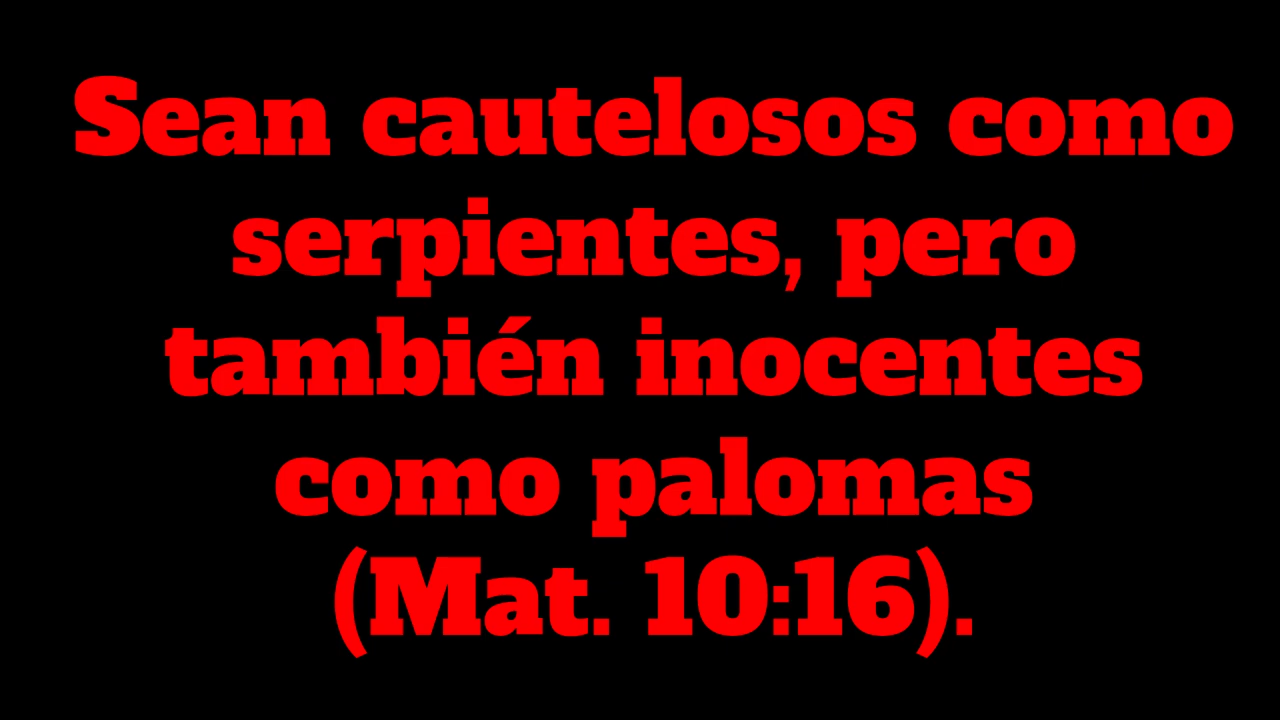 Sean cautelosos como
serpientes, pero
también inocentes
como palomas
(Mat. 10:16).